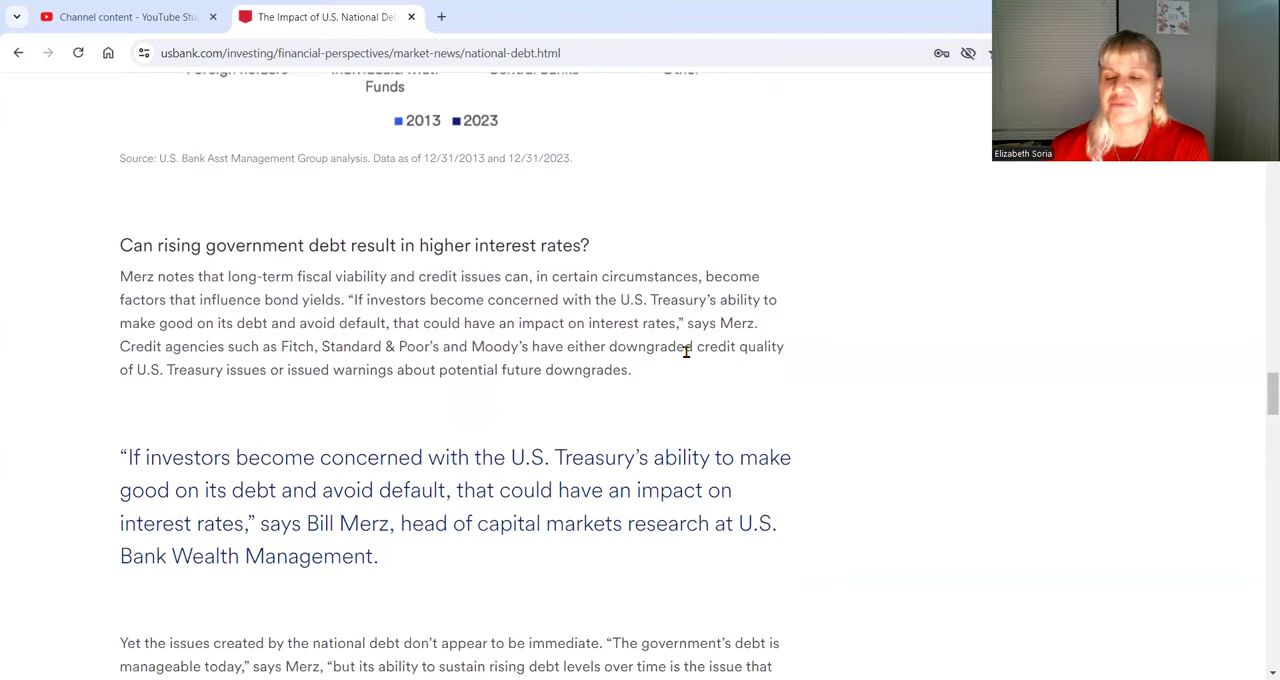 Channel content - YouTube Stu
The Impact of U.S. National De
usbank.com/investing/financial-perspectives/market-news/national-debt.html
Elizabeth Soria
Foreign Holders
Central Banks
Other
Funds
2013 2023
Source: U.S. Bank Asst Management Group analysis. Data as of 12/31/2013 and 12/31/2023.
Can rising government debt result in higher interest rates?
Merz notes that long-term fiscal viability and credit issues can, in certain circumstances, become
factors that influence bond yields. “If investors become concerned with the U.S. Treasury’s ability to
make good on its debt and avoid default, that could have an impact on interest rates,” says Merz.
Credit agencies such as Fitch, Standard & Poor’s and Moody’s have either downgraded credit quality
of U.S. Treasury issues or issued warnings about potential future downgrades.
“If investors become concerned with the U.S. Treasury’s ability to make
good on its debt and avoid default, that could have an impact on
interest rates,” says Bill Merz, head of capital markets research at U.S.
Bank Wealth Management.
Yet the issues created by the national debt don’t appear to be immediate. “The government’s debt is
manageable today,” says Merz, “but its ability to sustain rising debt levels over time is the issue that